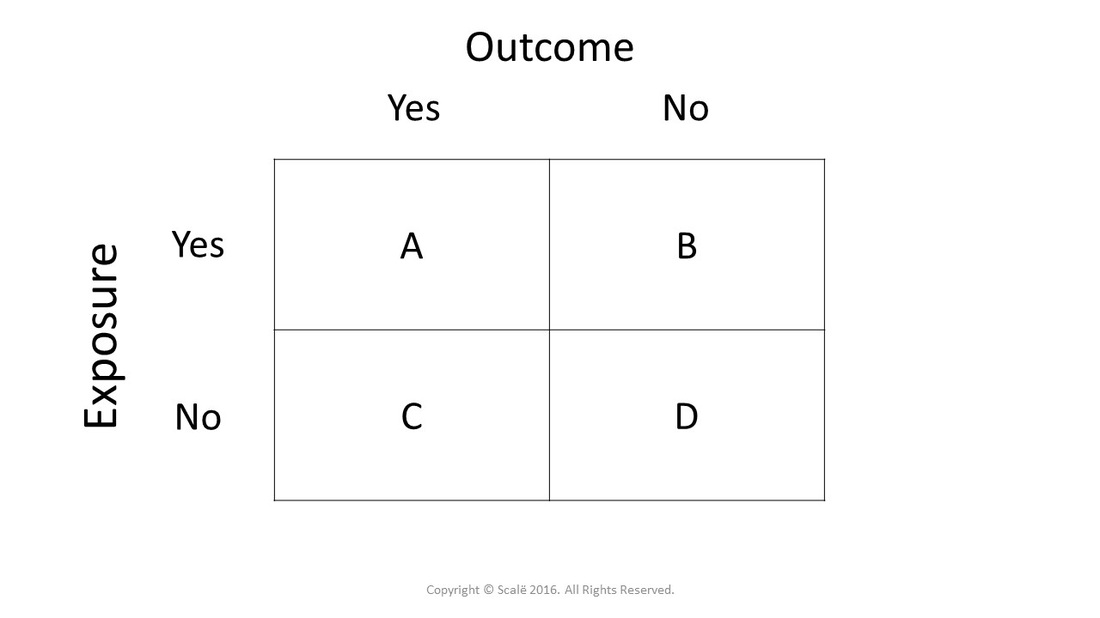 Outcome
Yes No
Exposure
Yes A B
No C D
Copyright © Scalë 2016. All Rights Reserved.